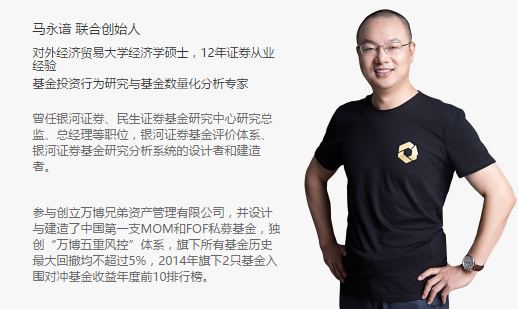 马永谙 联合创始人
对外经济贸易大学经济学硕士，12年证券从业
经验
基金投资行为研究与基金数量化分析专家
曾任银河证券、民生证券基金研究中心研究总
监、总经理等职位，银河证券基金评价体系、
银河证券基金研究分析系统的设计者和建造
者。
参与创立万博兄弟资产管理有限公司，并设计
与建造了中国第一支MOM和FOF私募基金，独
创“万博五重风控”体系，旗下所有基金历史
最大回撤均不超过5%，2014年旗下2只基金入
围对冲基金收益年度前10排行榜。